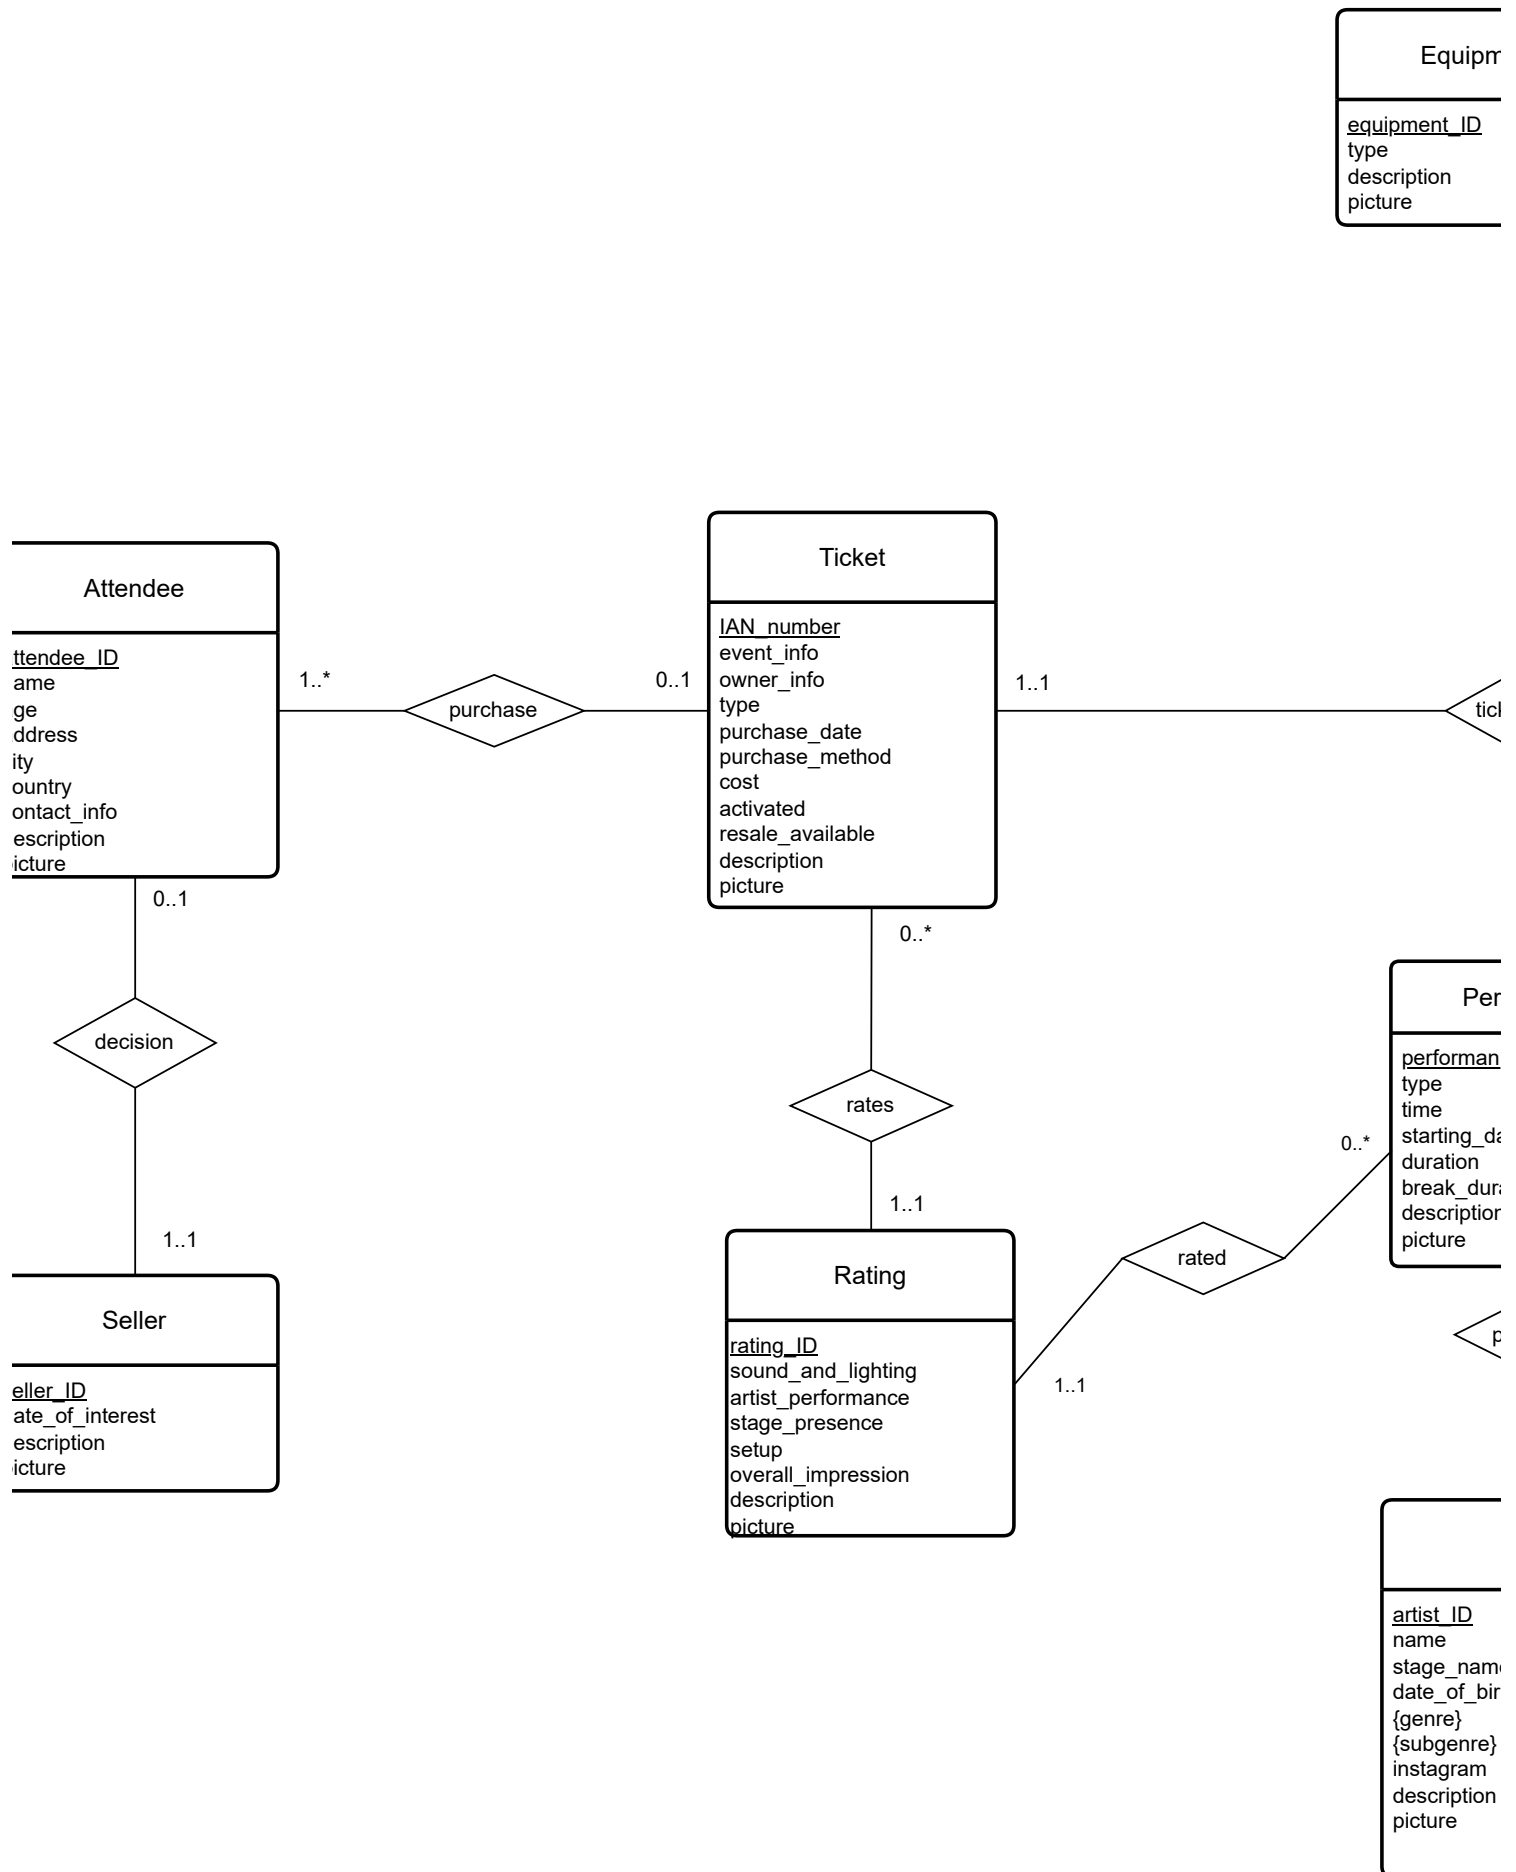 Equipm
equipment_ID
type
description
picture
Attendee
ttendee_ID
ame
ge
ddress
ity
ountry
ontact_info
escription
icture
1..*
purchase
0..1
Ticket
IAN_number
event_info
owner_info
type
purchase_date
purchase_method
cost
activated
resale_available
description
picture
1..1
tick
0..1
decision
1..1
Seller
eller_ID
ate_of_interest
escription
icture
0..*
rates
1..1
Rating
rating_ID
sound_and_lighting
artist_performance
stage_presence
setup
overall_impression
description
picture
1..1
rated
0..*
Per
performan
type
time
starting_da
duration
break_dura
description
picture
p
artist_ID
name
stage_name
date_of_bir
{genre}
{subgenre}
instagram
description
picture